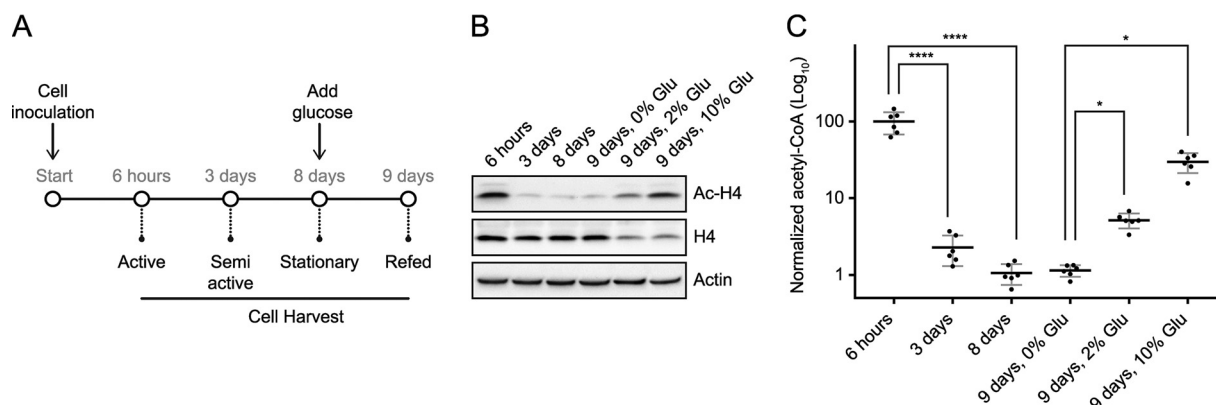 A
Cell
inoculation
Add
glucose
Start
6 hours
3 days
8 days
9 days
Active
Semi
active
Stationary
Refed
Cell Harvest
B
6 hours
3 days
8 days
9 days, 0% Glu
9 days, 2% Glu
9 days, 10% Glu
Ac-H4
H4
Actin
C
Normalized acetyl-CoA (Log10)
100
10
1
****
****
*
*
6 hours
3 days
8 days
9 days, 0% Glu
9 days, 2% Glu
9 days, 10% Glu